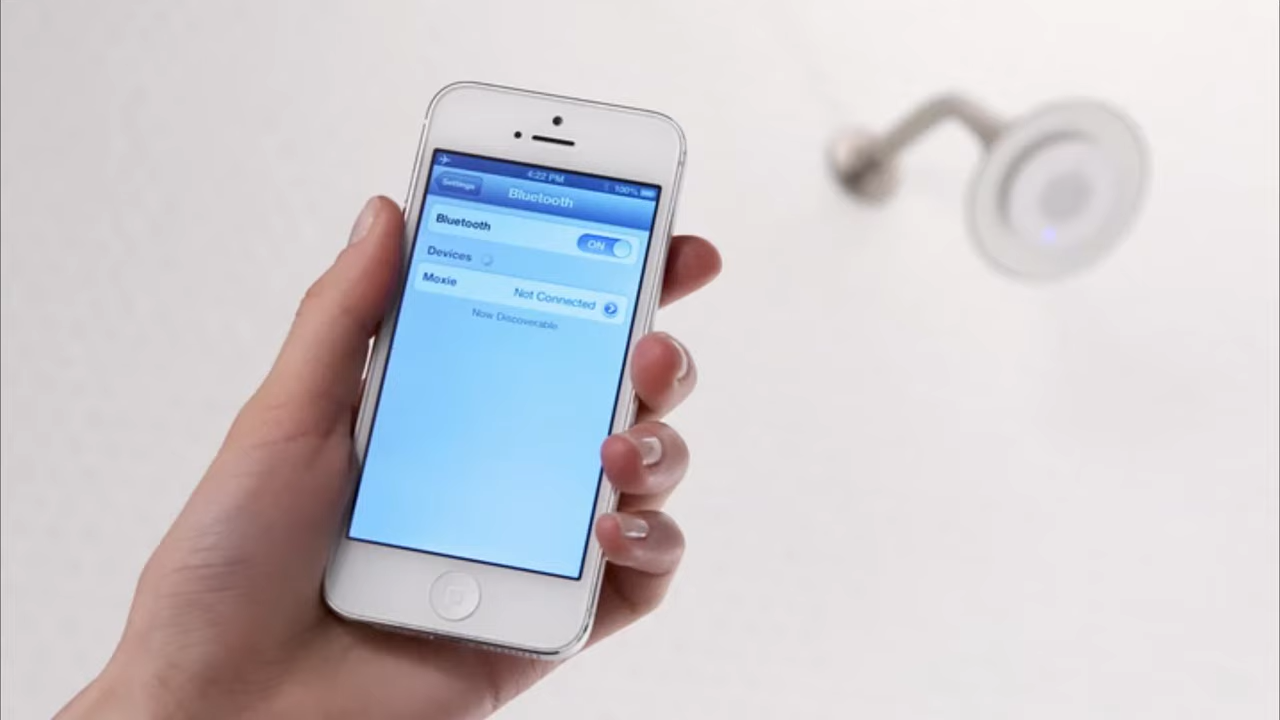 4:22 PM 100%
Settings Bluetooth
Bluetooth ON
Devices
Moxie Not Connected
Now Discoverable